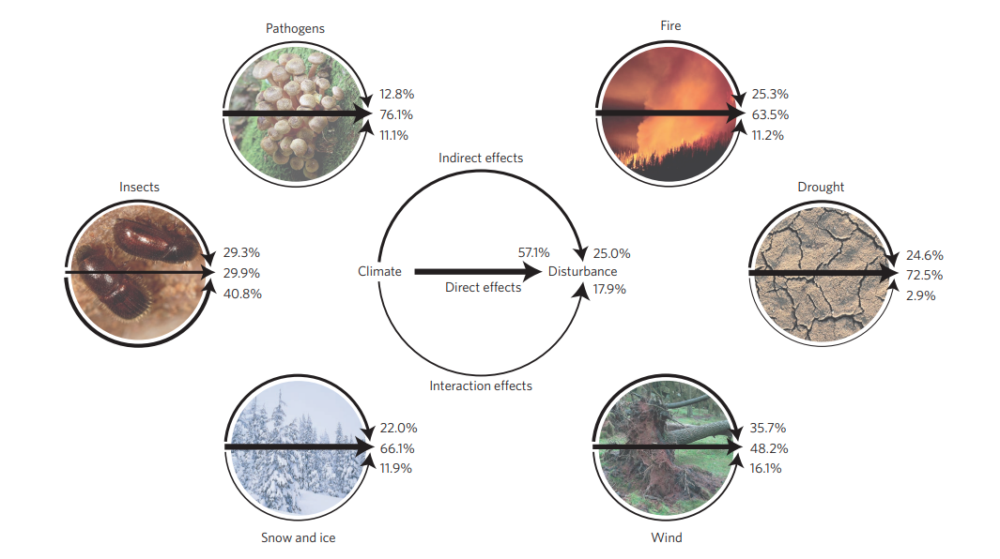 Pathogens
12.8%
76.1%
11.1%
Fire
25.3%
63.5%
11.2%
Insects
29.3%
29.9%
40.8%
Indirect effects
Climate
57.1%
25.0%
Direct effects
Disturbance
17.9%
Interaction effects
Drought
24.6%
72.5%
2.9%
22.0%
66.1%
11.9%
Snow and ice
35.7%
48.2%
16.1%
Wind